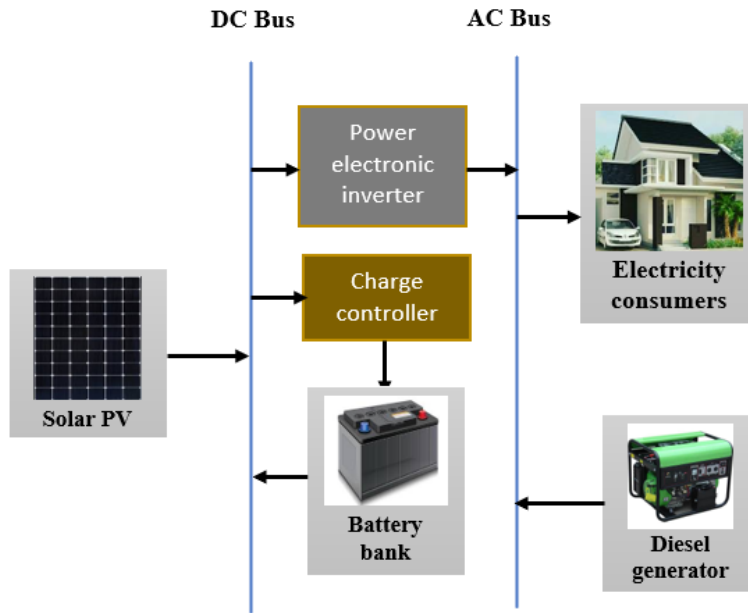 DC Bus
AC Bus
Power
electronic
inverter
Electricity
consumers
Charge
controller
Solar PV
Battery
bank
Diesel
generator